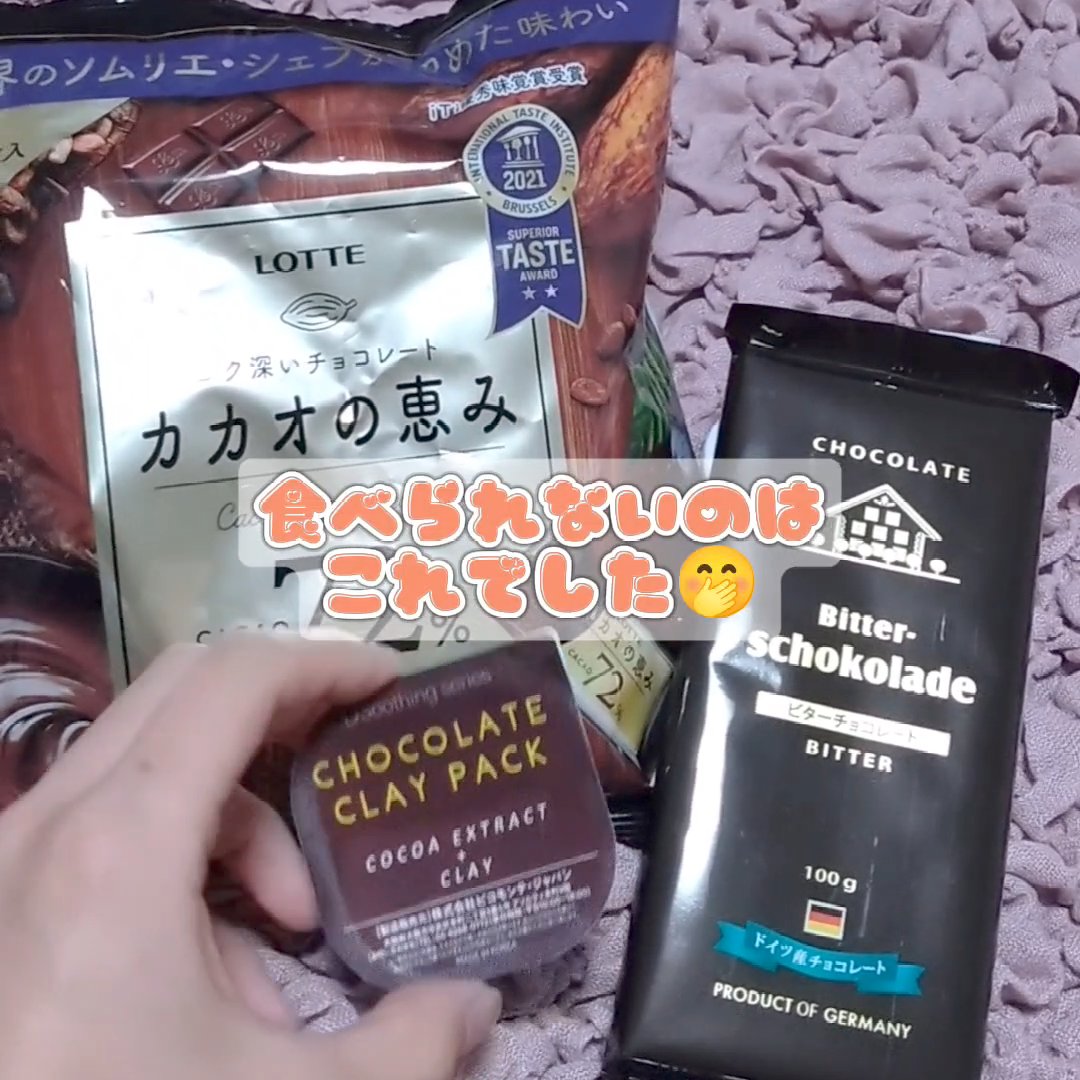 界のソムリエ・シェフが
めた味わい
iTi優秀味覚賞受賞
入
INTERNATIONAL TASTE INSTITUTE
2021
BRUSSELS
SUPERIOR
TASTE
AWARD
LOTTE
ク深いチョコレート
カカオの恵み
食べられないのは
これでした🤭
72%
カカオの恵み
CACAO
72%
soothing series
CHOCOLATE
CLAY PACK
COCOA EXTRACT
+
CLAY
CHOCOLATE
Bitter-
schokolade
ビターチョコレート
BITTER
100g
ドイツ産チョコレート
PRODUCT OF GERMANY